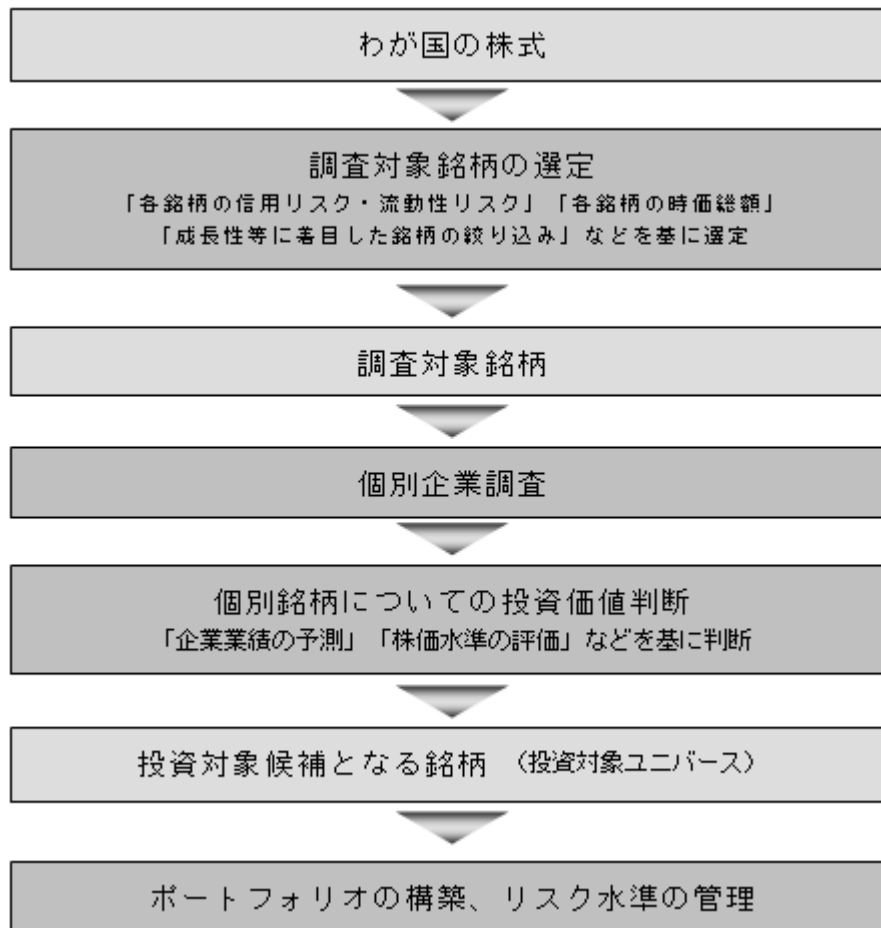 わが国の株式
調査対象銘柄の選定
「各銘柄の信用リスク・流動性リスク」「各銘柄の時価総額」
「成長性等に着目した銘柄の絞り込み」などを基に選定
調査対象銘柄
個別企業調査
個別銘柄についての投資価値判断
「企業業績の予測」「株価水準の評価」などを基に判断
投資対象候補となる銘柄 （投資対象ユニバース）
ポートフォリオの構築、リスク水準の管理